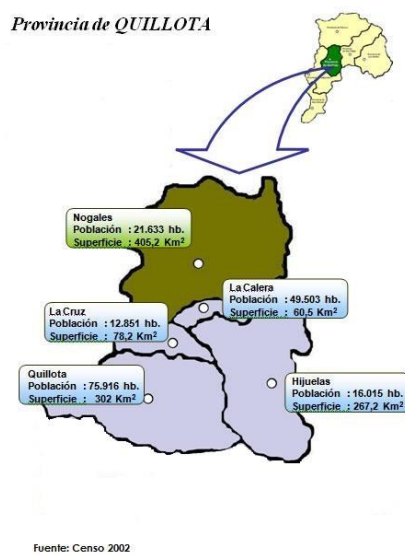 Provincia de QUILLOTA
Nogales
Población : 21.633 hb.
Superficie : 405,2 Km²
La Calera
Población : 49.503 hb.
Superficie : 60,5 Km²
La Cruz
Población : 12.851 hb.
Superficie : 78,2 Km²
Quillota
Población : 75.916 hb.
Superficie : 302 Km²
Hijuelas
Población : 16.015 hb.
Superficie : 267,2 Km²
Fuente: Censo 2002